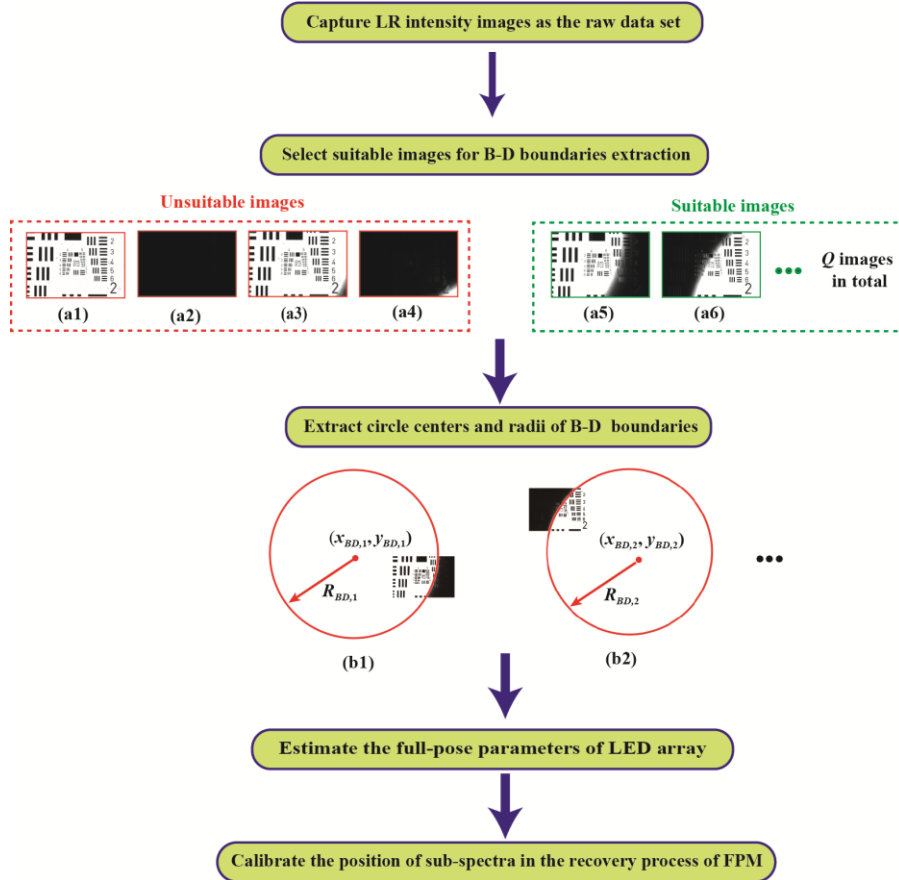 Capture LR intensity images as the raw data set
Select suitable images for B-D boundaries extraction
Unsuitable images
Suitable images
Q images
in total
(a1) (a2) (a3) (a4) (a5) (a6)
Extract circle centers and radii of B-D boundaries
(x_{BD,1}, y_{BD,1})
R_{BD,1}
(x_{BD,2}, y_{BD,2})
R_{BD,2}
(b1) (b2)
Estimate the full-pose parameters of LED array
Calibrate the position of sub-spectra in the recovery process of FPM